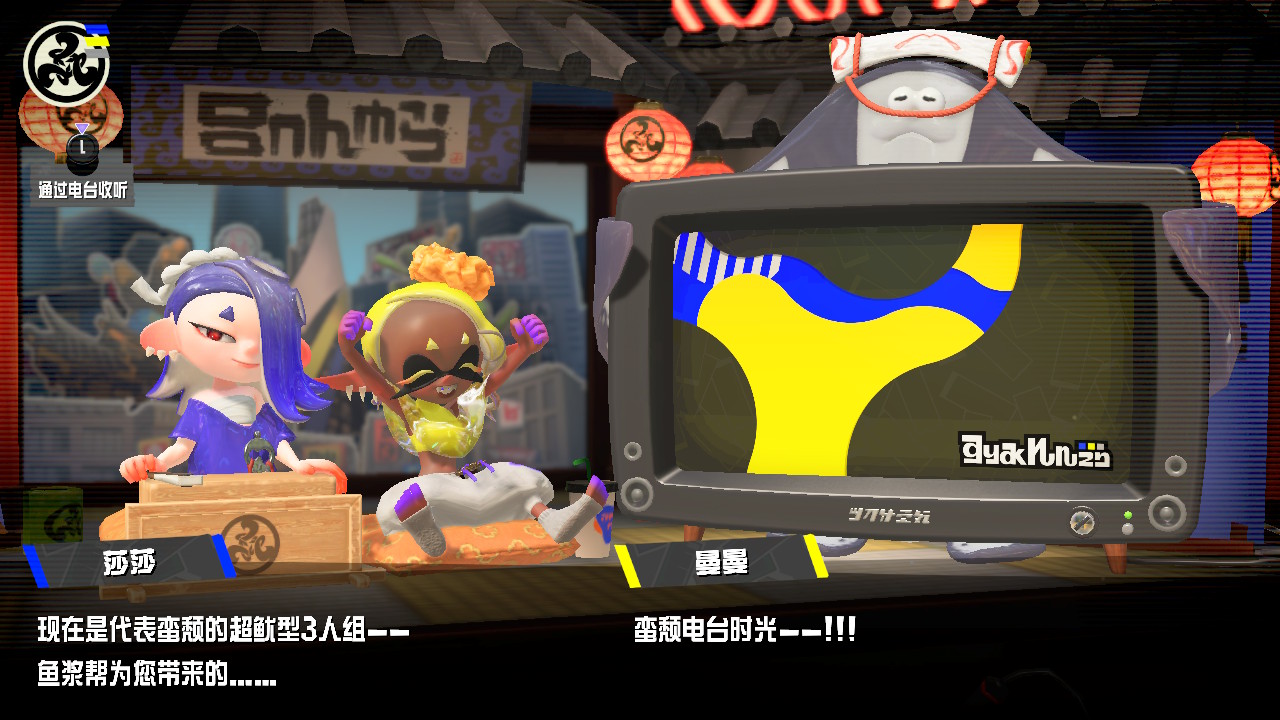 通过电台收听
莎莎
现在是代表蛮颓的超鱿型3人组——
鱼浆帮为您带来的……
曼曼
蛮颓电台时光——!!!